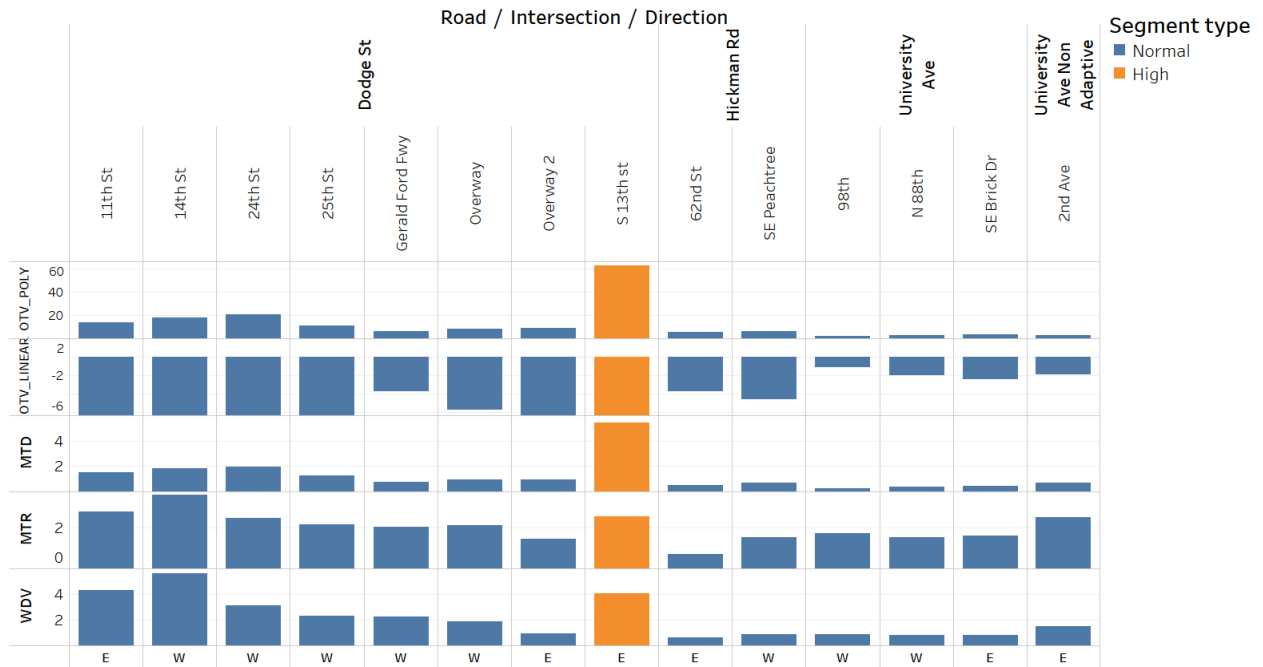 Road / Intersection / Direction
Segment type
Normal
High
Dodge St
Hickman Rd
University
Ave
University
Ave Non
Adaptive
11th St
14th St
24th St
25th St
Gerald Ford Fwy
Overway
Overway 2
S 13th st
62nd St
SE Peachtree
98th
N 88th
SE Brick Dr
2nd Ave
OTV_POLY
60
40
20
OTV_LINEAR
2
-2
-6
MTD
4
2
MTR
2
0
WDV
4
2
E W W W W W E E E W W W E E